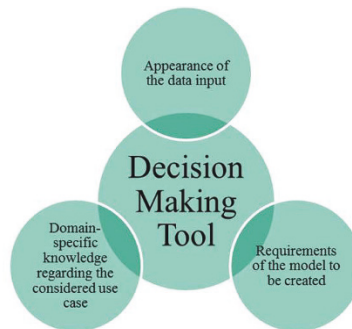 Appearance of
the data input
Decision
Making
Tool
Domain-
specific
knowledge
regarding the
considered use
case
Requirements
of the model to
be created